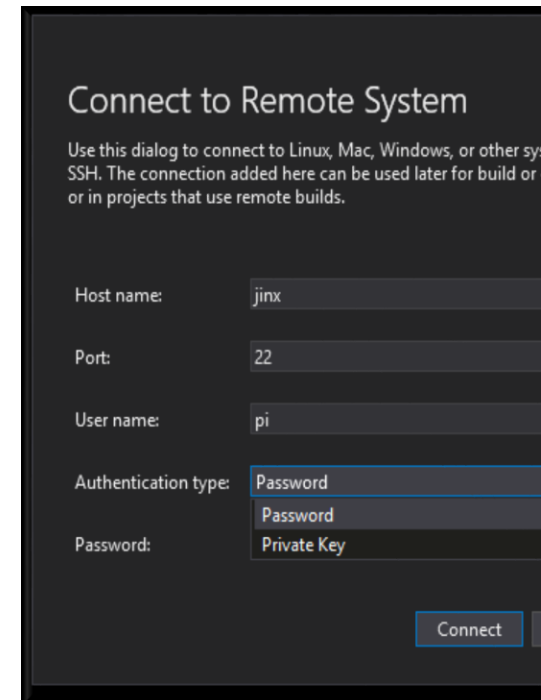 Connect to Remote System
Use this dialog to connect to Linux, Mac, Windows, or other
SSH. The connection added here can be used later for build or
or in projects that use remote builds.
Host name: jinx
Port: 22
User name: pi
Authentication type: Password
Password
Password: Private Key
Connect